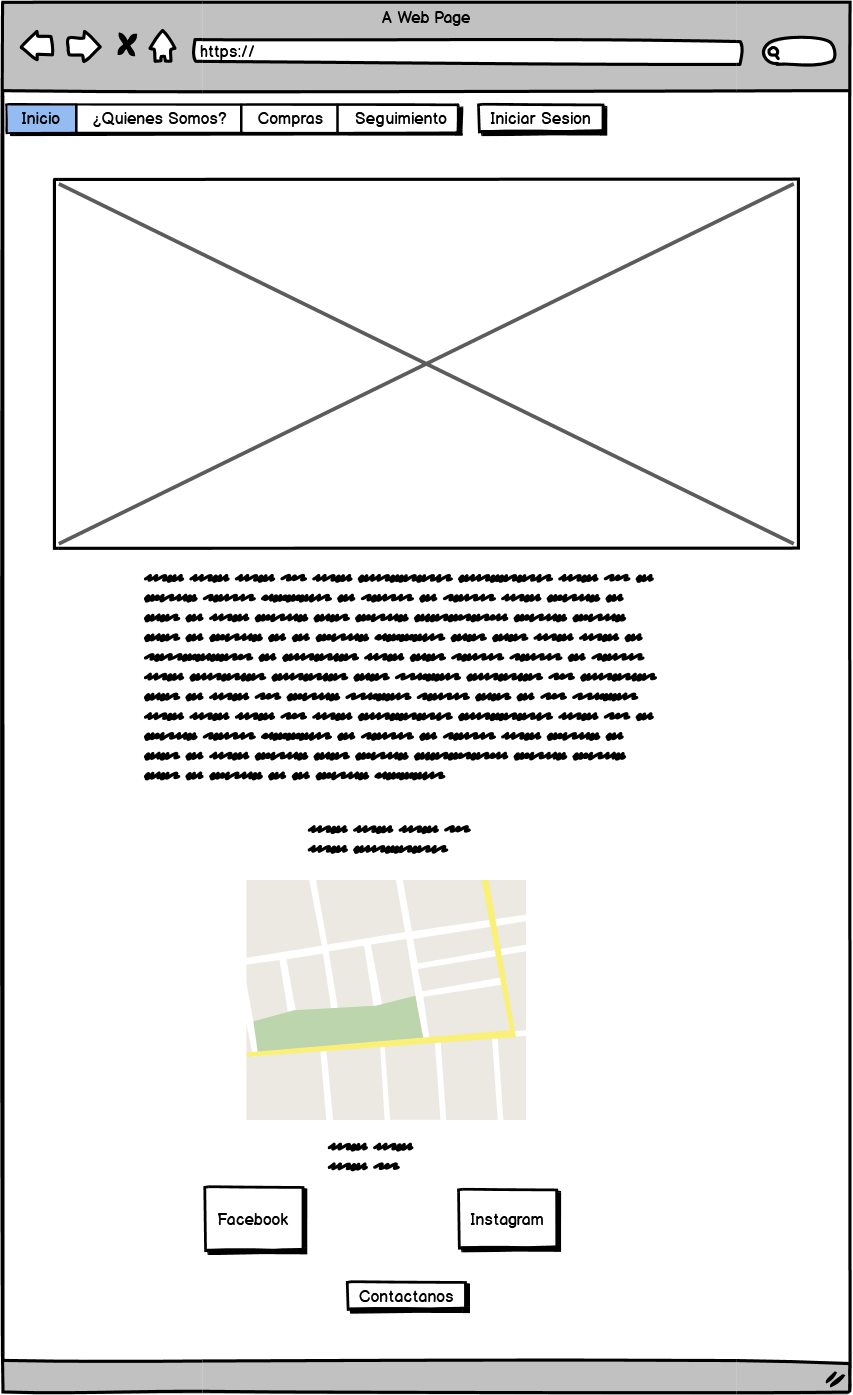 A Web Page
https://
Inicio ¿Quienes Somos? Compras Seguimiento Iniciar Sesion
Facebook Instagram
Contactanos